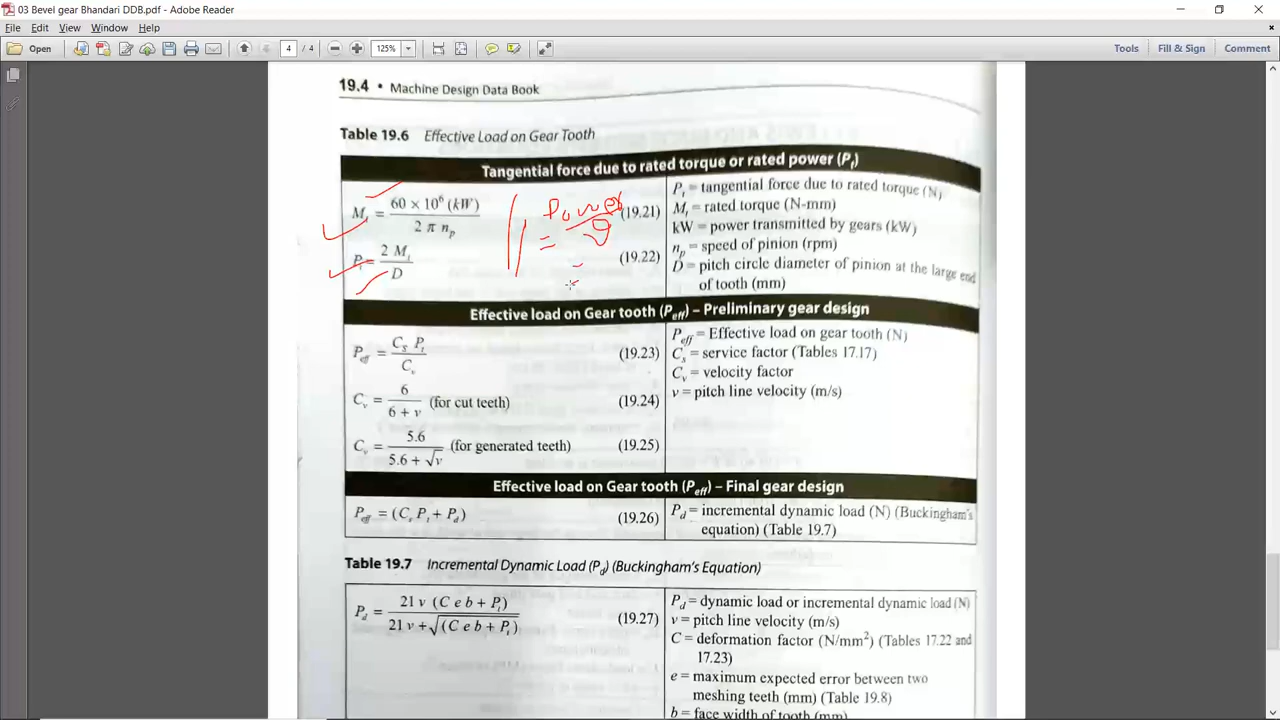 03 Bevel gear Bhandari DDB.pdf - Adobe Reader
File Edit View Window Help
Open 4 / 4 125% Tools Fill & Sign Comment
19.4 • Machine Design Data Book
Table 19.6 Effective Load on Gear Tooth
Tangential force due to rated torque or rated power (Pt)
Mt = 60 × 10⁶ (kW) / 2 π np (19.21)
Pt = 2 Mt / D (19.22)
= Power / v
=
Pt = tangential force due to rated torque (N)
Mt = rated torque (N-mm)
kW = power transmitted by gears (kW)
np = speed of pinion (rpm)
D = pitch circle diameter of pinion at the large end
of tooth (mm)
Effective load on Gear tooth (Peff) – Preliminary gear design
Peff = Cs Pt / Cv (19.23)
Cv = 6 / 6 + v (for cut teeth) (19.24)
Cv = 5.6 / 5.6 + √v (for generated teeth) (19.25)
Peff = Effective load on gear tooth (N)
Cs = service factor (Tables 17.17)
Cv = velocity factor
v = pitch line velocity (m/s)
Effective load on Gear tooth (Peff) – Final gear design
Peff = (Cs Pt + Pd) (19.26)
Pd = incremental dynamic load (N) (Buckingham's
equation) (Table 19.7)
Table 19.7 Incremental Dynamic Load (Pd) (Buckingham's Equation)
Pd = 21 v (C e b + Pt) / 21 v + √(C e b + Pt) (19.27)
Pd = dynamic load or incremental dynamic load (N)
v = pitch line velocity (m/s)
C = deformation factor (N/mm²) (Tables 17.22 and
17.23)
e = maximum expected error between two
meshing teeth (mm) (Table 19.8)
b = face width of tooth (mm)